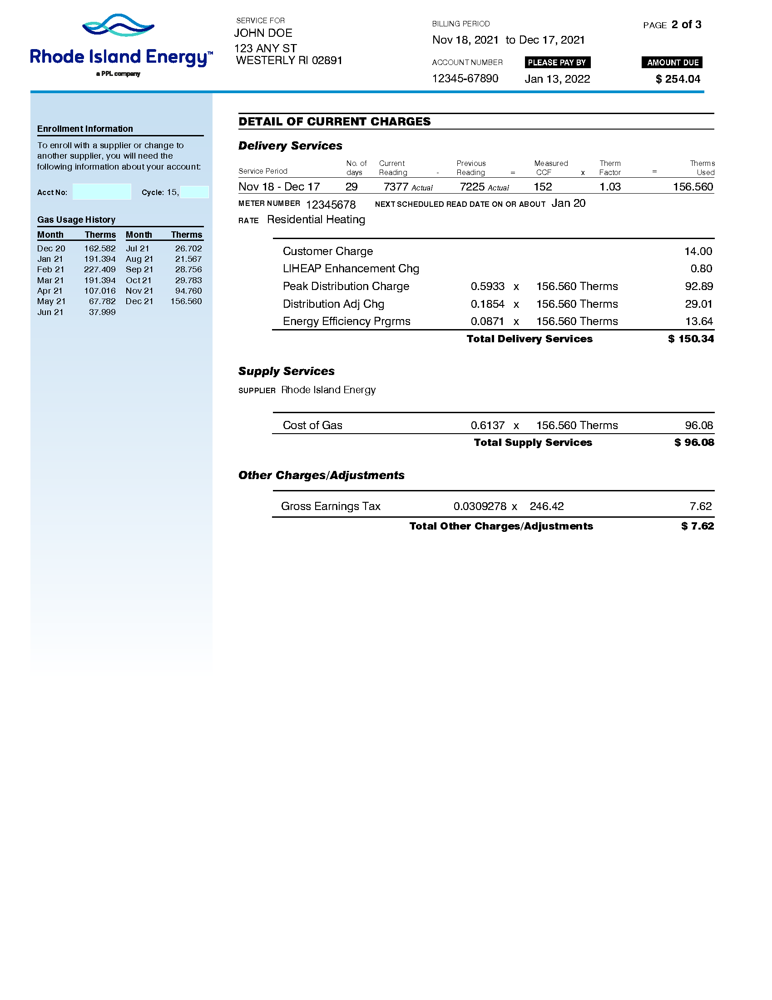 Rhode Island Energy™
a PPL company
SERVICE FOR
JOHN DOE
123 ANY ST
WESTERLY RI 02891
BILLING PERIOD
Nov 18, 2021 to Dec 17, 2021
PAGE 2 of 3
ACCOUNT NUMBER PLEASE PAY BY AMOUNT DUE
12345-67890 Jan 13, 2022 $ 254.04
Enrollment Information
To enroll with a supplier or change to
another supplier, you will need the
following information about your account:
Acct No: Cycle: 15,
Gas Usage History
Month Therms Month Therms
Dec 20 162.582 Jul 21 26.702
Jan 21 191.394 Aug 21 21.567
Feb 21 227.409 Sep 21 28.756
Mar 21 191.394 Oct 21 29.783
Apr 21 107.016 Nov 21 94.760
May 21 67.782 Dec 21 156.560
Jun 21 37.999
DETAIL OF CURRENT CHARGES
Delivery Services
No. of Current Previous Measured Therm Therms
Service Period days Reading - Reading = CCF x Factor = Used
Nov 18 - Dec 17 29 7377 Actual 7225 Actual 152 1.03 156.560
METER NUMBER 12345678 NEXT SCHEDULED READ DATE ON OR ABOUT Jan 20
RATE Residential Heating
Customer Charge 14.00
LIHEAP Enhancement Chg 0.80
Peak Distribution Charge 0.5933 x 156.560 Therms 92.89
Distribution Adj Chg 0.1854 x 156.560 Therms 29.01
Energy Efficiency Prgrms 0.0871 x 156.560 Therms 13.64
Total Delivery Services $ 150.34
Supply Services
SUPPLIER Rhode Island Energy
Cost of Gas 0.6137 x 156.560 Therms 96.08
Total Supply Services $ 96.08
Other Charges/Adjustments
Gross Earnings Tax 0.0309278 x 246.42 7.62
Total Other Charges/Adjustments $ 7.62